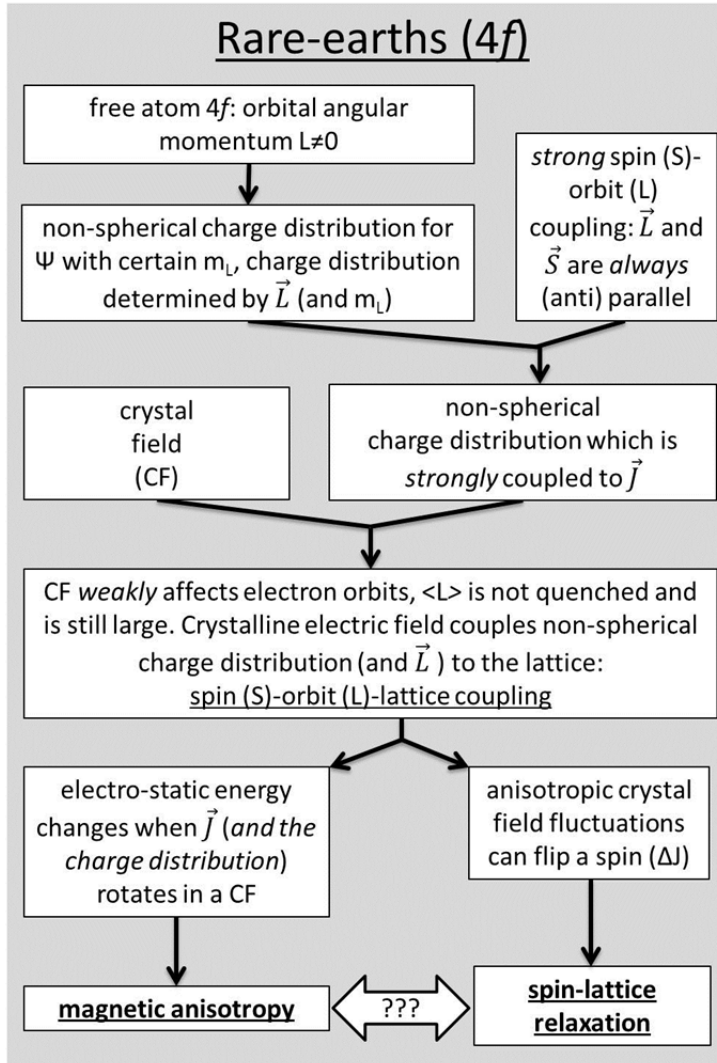 Rare-earths (4f)
free atom 4f: orbital angular
momentum L≠0
strong spin (S)-
orbit (L)
coupling: L⃗ and
S⃗ are always
(anti) parallel
non-spherical charge distribution for
Ψ with certain m_L, charge distribution
determined by L⃗ (and m_L)
crystal
field
(CF)
non-spherical
charge distribution which is
strongly coupled to J⃗
CF weakly affects electron orbits, <L> is not quenched and
is still large. Crystalline electric field couples non-spherical
charge distribution (and L⃗ ) to the lattice:
spin (S)-orbit (L)-lattice coupling
electro-static energy
changes when J⃗ (and the
charge distribution)
rotates in a CF
anisotropic crystal
field fluctuations
can flip a spin (ΔJ)
magnetic anisotropy
???
spin-lattice
relaxation